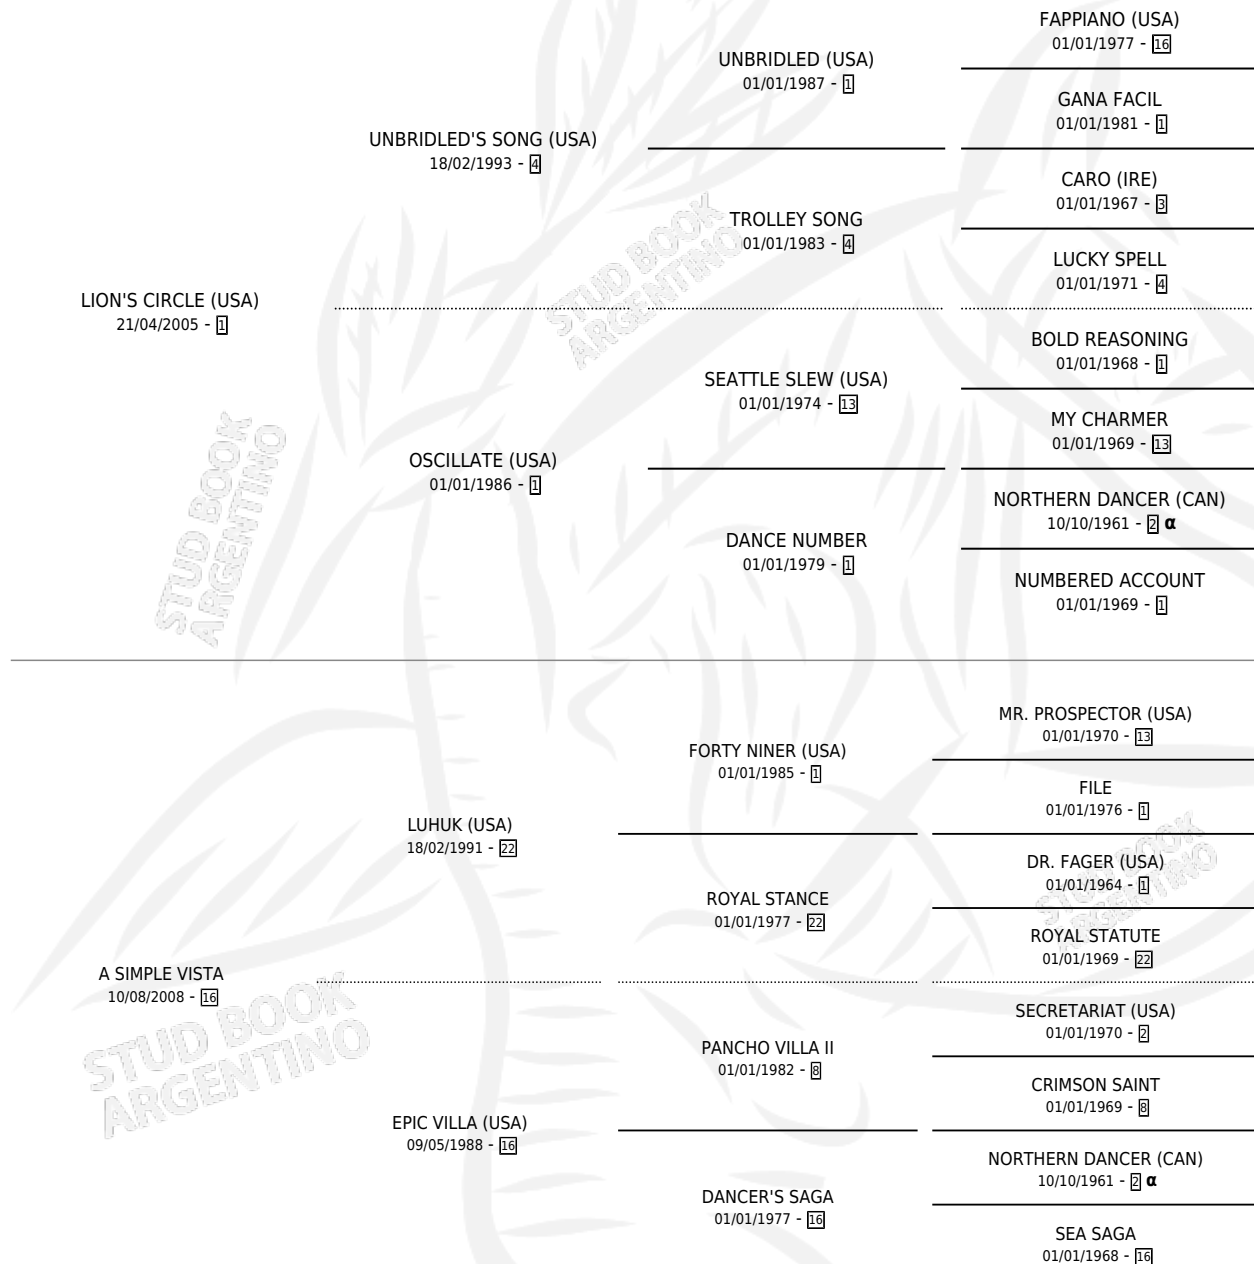 FAPPIANO (USA)
01/01/1977 - 16
UNBRIDLED (USA)
01/01/1987 - 1
GANA FACIL
01/01/1981 - 1
UNBRIDLED'S SONG (USA)
18/02/1993 - 4
CARO (IRE)
01/01/1967 - 3
TROLLEY SONG
01/01/1983 - 4
LUCKY SPELL
01/01/1971 - 4
LION'S CIRCLE (USA)
21/04/2005 - 1
STUD BOOK
ARGENTINO
BOLD REASONING
01/01/1968 - 1
SEATTLE SLEW (USA)
01/01/1974 - 13
MY CHARMER
01/01/1969 - 13
OSCILLATE (USA)
01/01/1986 - 1
NORTHERN DANCER (CAN)
10/10/1961 - 2 α
DANCE NUMBER
01/01/1979 - 1
NUMBERED ACCOUNT
01/01/1969 - 1
STUD BOOK
ARGENTINO
MR. PROSPECTOR (USA)
01/01/1970 - 13
FORTY NINER (USA)
01/01/1985 - 1
FILE
01/01/1976 - 1
LUHUK (USA)
18/02/1991 - 22
DR. FAGER (USA)
01/01/1964 - 1
STUD BOOK
ARGENTINO
ROYAL STANCE
01/01/1977 - 22
ROYAL STATUTE
01/01/1969 - 22
A SIMPLE VISTA
10/08/2008 - 16
STUD BOOK
ARGENTINO
SECRETARIAT (USA)
01/01/1970 - 2
PANCHO VILLA II
01/01/1982 - 8
CRIMSON SAINT
01/01/1969 - 8
EPIC VILLA (USA)
09/05/1988 - 16
NORTHERN DANCER (CAN)
10/10/1961 - 2 α
DANCER'S SAGA
01/01/1977 - 16
SEA SAGA
01/01/1968 - 16